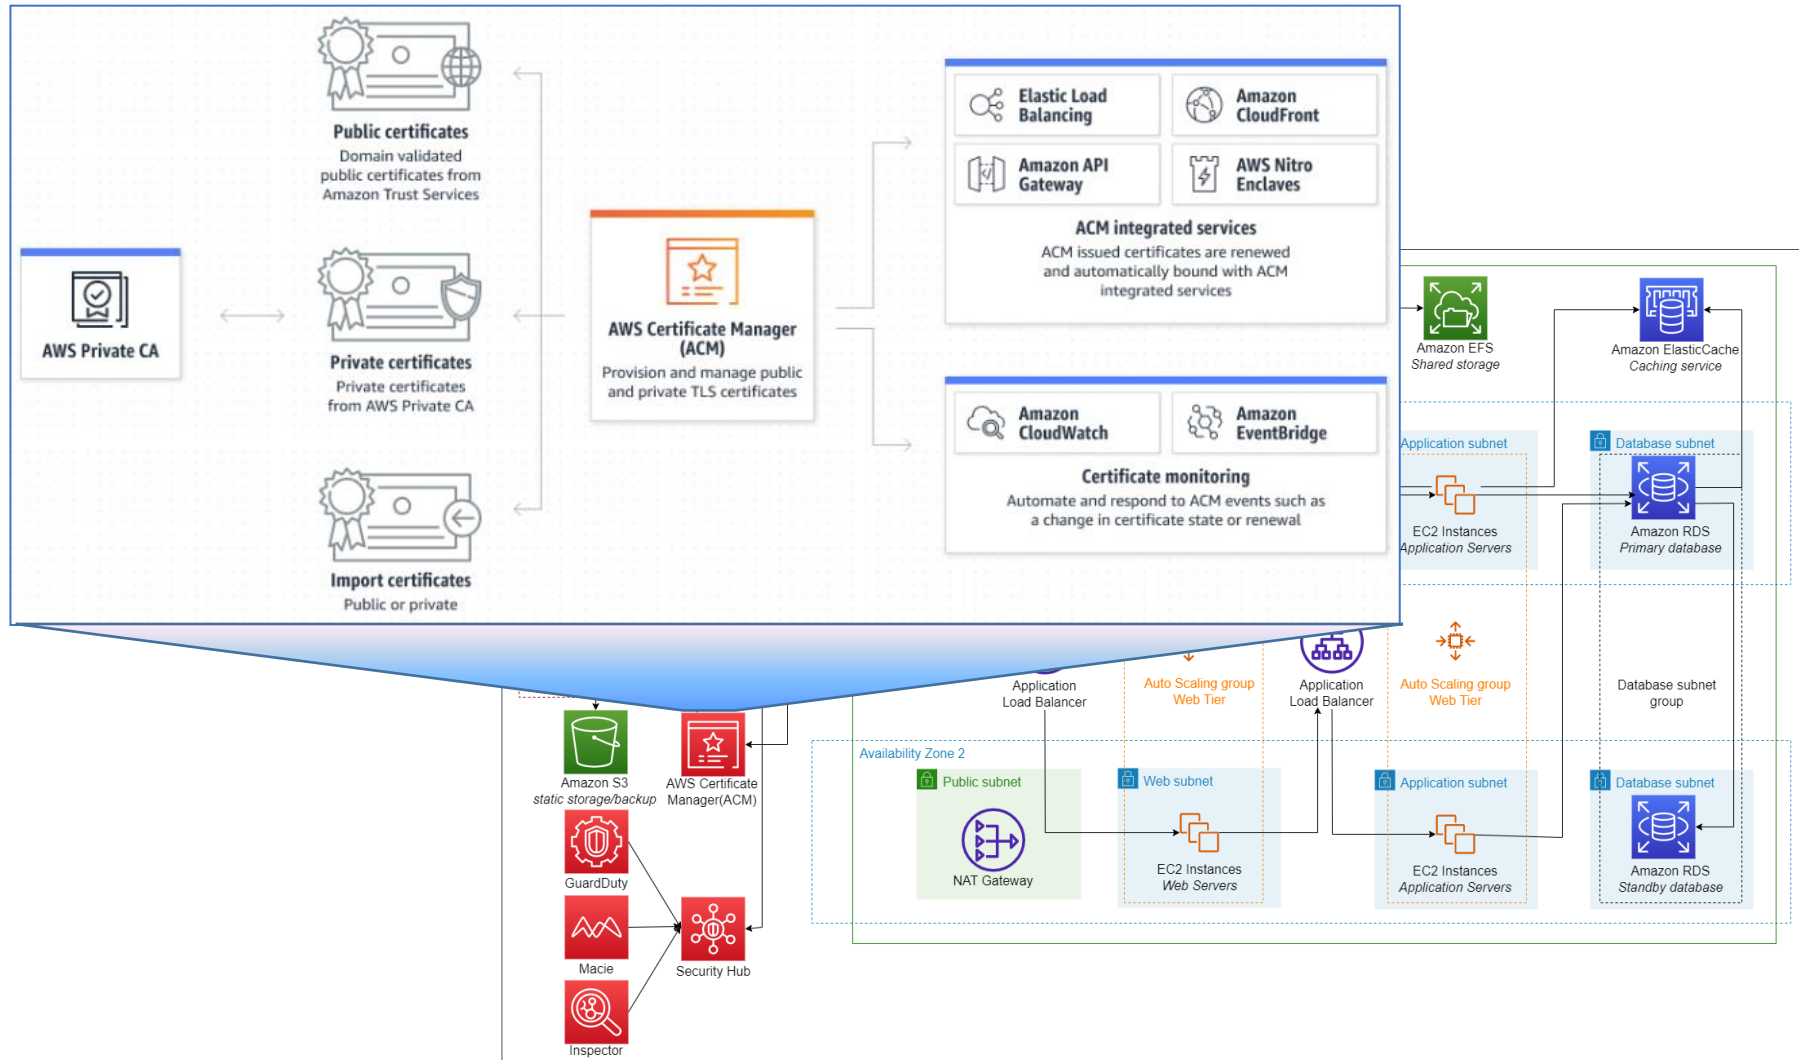 Public certificates
Domain validated
public certificates from
Amazon Trust Services
AWS Private CA
Private certificates
Private certificates
from AWS Private CA
Import certificates
Public or private
AWS Certificate Manager
(ACM)
Provision and manage public
and private TLS certificates
Elastic Load
Balancing
Amazon
CloudFront
Amazon API
Gateway
AWS Nitro
Enclaves
ACM integrated services
ACM issued certificates are renewed
and automatically bound with ACM
integrated services
Amazon
CloudWatch
Amazon
EventBridge
Certificate monitoring
Automate and respond to ACM events such as
a change in certificate state or renewal
Amazon EFS
Shared storage
Amazon ElasticCache
Caching service
Application subnet
EC2 Instances
Application Servers
Database subnet
Amazon RDS
Primary database
Application
Load Balancer
Auto Scaling group
Web Tier
Application
Load Balancer
Auto Scaling group
Web Tier
Database subnet
group
Amazon S3
static storage/backup
AWS Certificate
Manager(ACM)
GuardDuty
Macie
Inspector
Security Hub
Availability Zone 2
Public subnet
NAT Gateway
Web subnet
EC2 Instances
Web Servers
Application subnet
EC2 Instances
Application Servers
Database subnet
Amazon RDS
Standby database